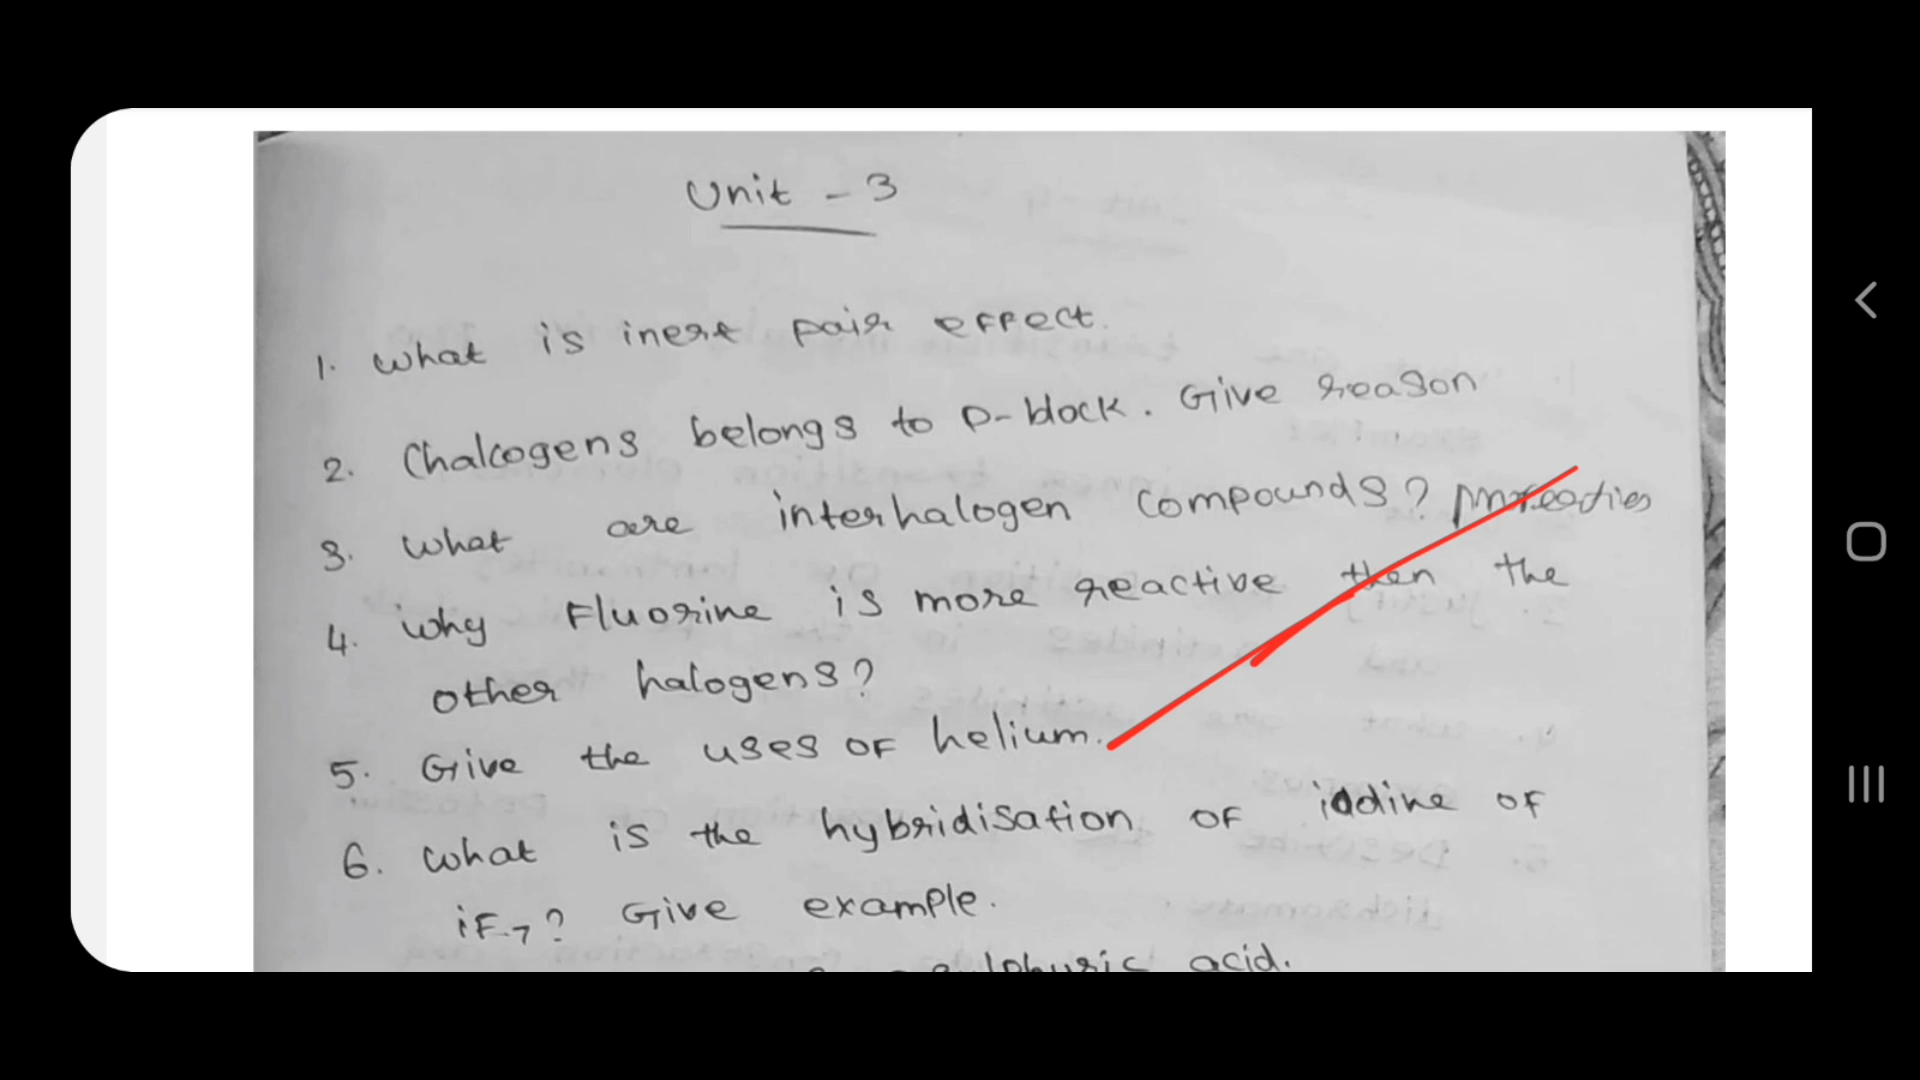 Unit - 3
1. What is inert pair effect.
2. Chalcogens belongs to p-block. Give reason
3. What are interhalogen compounds? properties
4. Why Fluorine is more reactive then the
other halogens?
5. Give the uses of helium.
6. What is the hybridisation of iodine of
iF7? Give example.
acid.